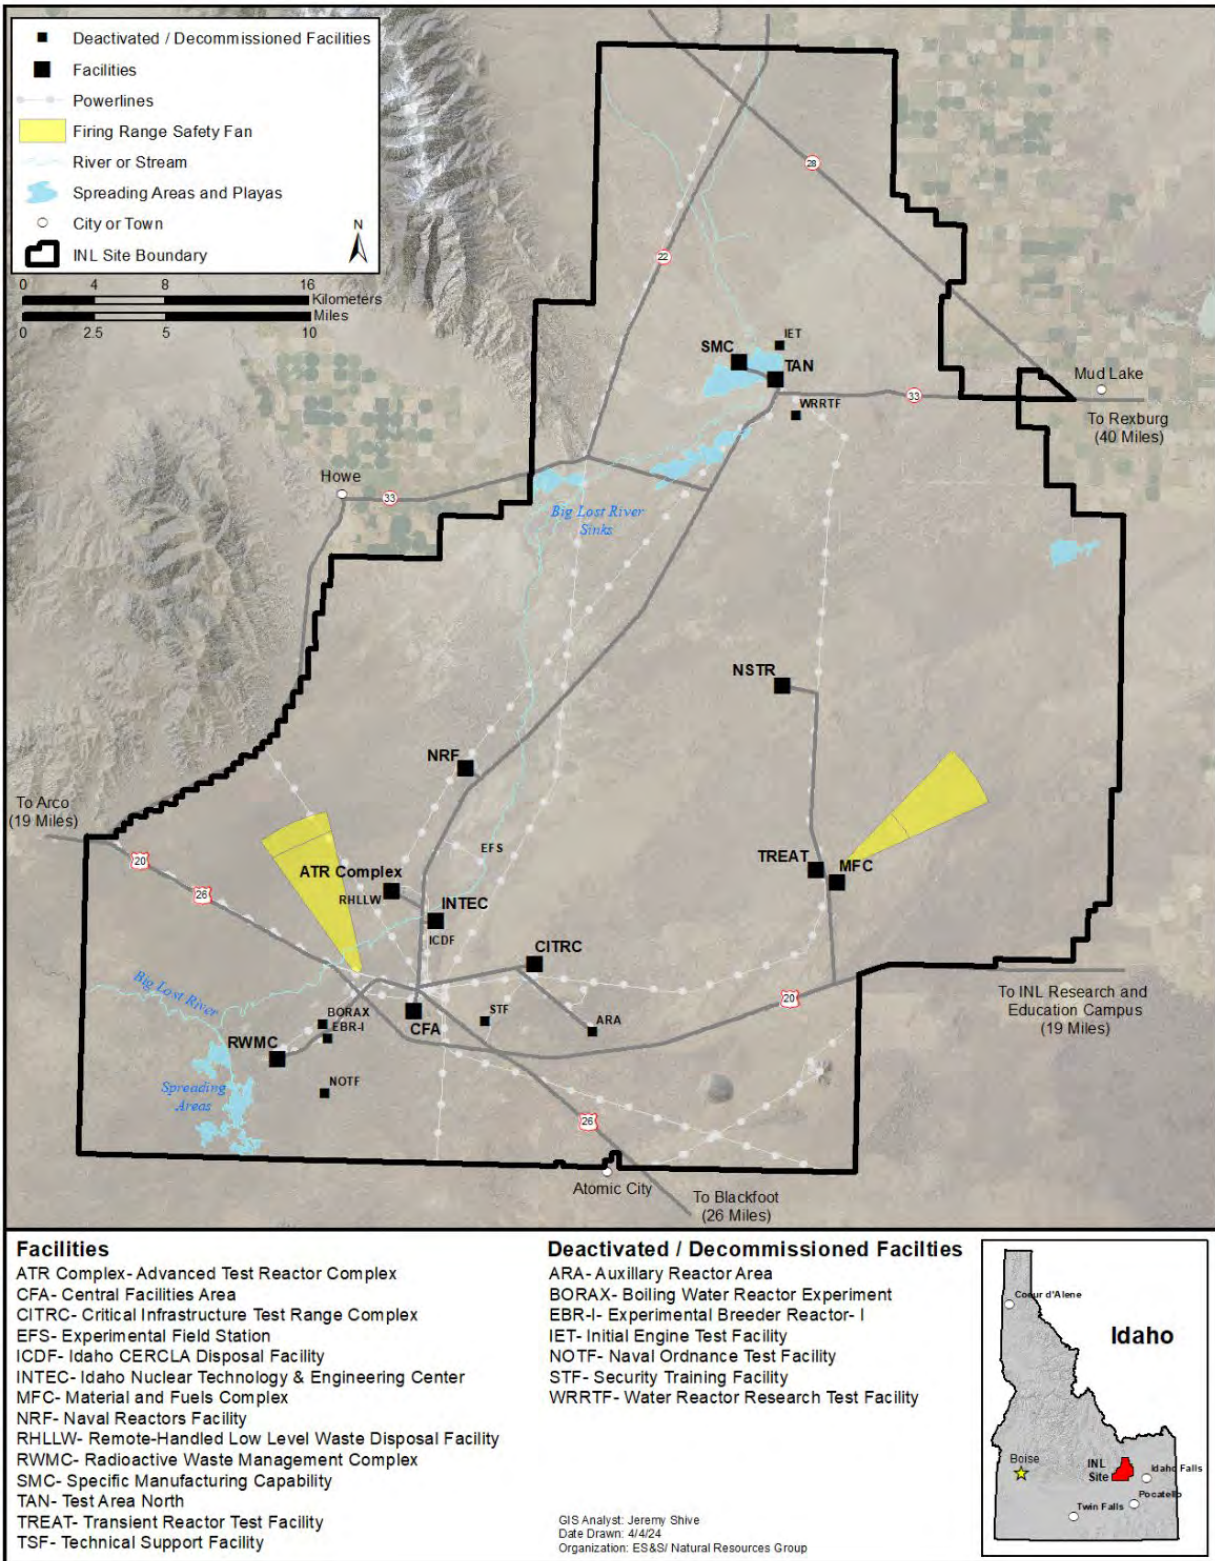 Deactivated / Decommissioned Facilities
Facilities
Powerlines
Firing Range Safety Fan
River or Stream
Spreading Areas and Playas
City or Town
INL Site Boundary
N
0 4 8 16
Kilometers
Miles
0 2.5 5 10
28
22
IET
SMC
TAN
Mud Lake
33
WRRTF
To Rexburg
(40 Miles)
Howe
33
Big Lost River
Sinks
NSTR
NRF
To Arco
(19 Miles)
20
26
EFS
TREAT
MFC
ATR Complex
RHLLW
INTEC
ICDF
CITRC
Big Lost River
BORAX
EBR-I
STF
CFA
ARA
20
To INL Research and
Education Campus
(19 Miles)
RWMC
NOTF
Spreading
Areas
26
Atomic City
To Blackfoot
(26 Miles)
Facilities
ATR Complex- Advanced Test Reactor Complex
CFA- Central Facilities Area
CITRC- Critical Infrastructure Test Range Complex
EFS- Experimental Field Station
ICDF- Idaho CERCLA Disposal Facility
INTEC- Idaho Nuclear Technology & Engineering Center
MFC- Material and Fuels Complex
NRF- Naval Reactors Facility
RHLLW- Remote-Handled Low Level Waste Disposal Facility
RWMC- Radioactive Waste Management Complex
SMC- Specific Manufacturing Capability
TAN- Test Area North
TREAT- Transient Reactor Test Facility
TSF- Technical Support Facility
Deactivated / Decommissioned Facilties
ARA- Auxillary Reactor Area
BORAX- Boiling Water Reactor Experiment
EBR-I- Experimental Breeder Reactor- I
IET- Initial Engine Test Facility
NOTF- Naval Ordnance Test Facility
STF- Security Training Facility
WRRTF- Water Reactor Research Test Facility
GIS Analyst: Jeremy Shive
Date Drawn: 4/4/24
Organization: ES&S/ Natural Resources Group
Coeur d'Alene
Idaho
Boise
INL
Site
Idaho Falls
Pocatello
Twin Falls